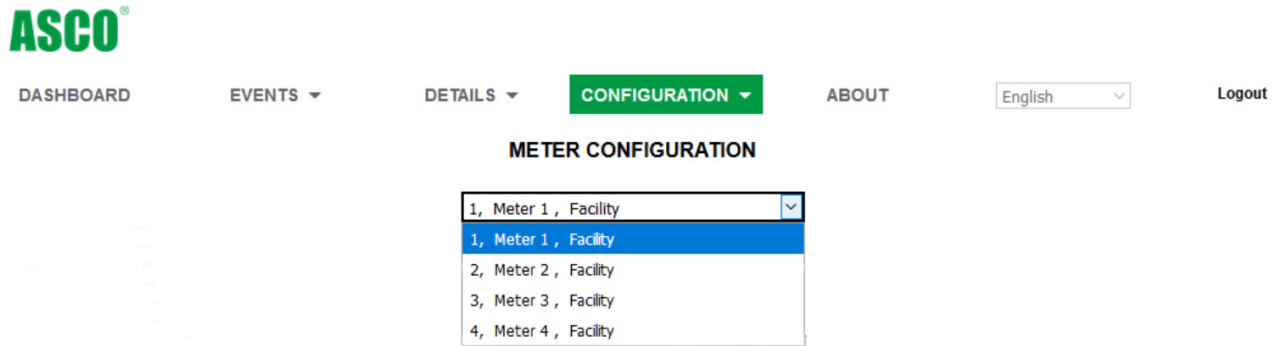 ASCO®
DASHBOARD EVENTS DETAILS CONFIGURATION ABOUT English Logout
METER CONFIGURATION
1, Meter 1 , Facility
1, Meter 1 , Facility
2, Meter 2 , Facility
3, Meter 3 , Facility
4, Meter 4 , Facility